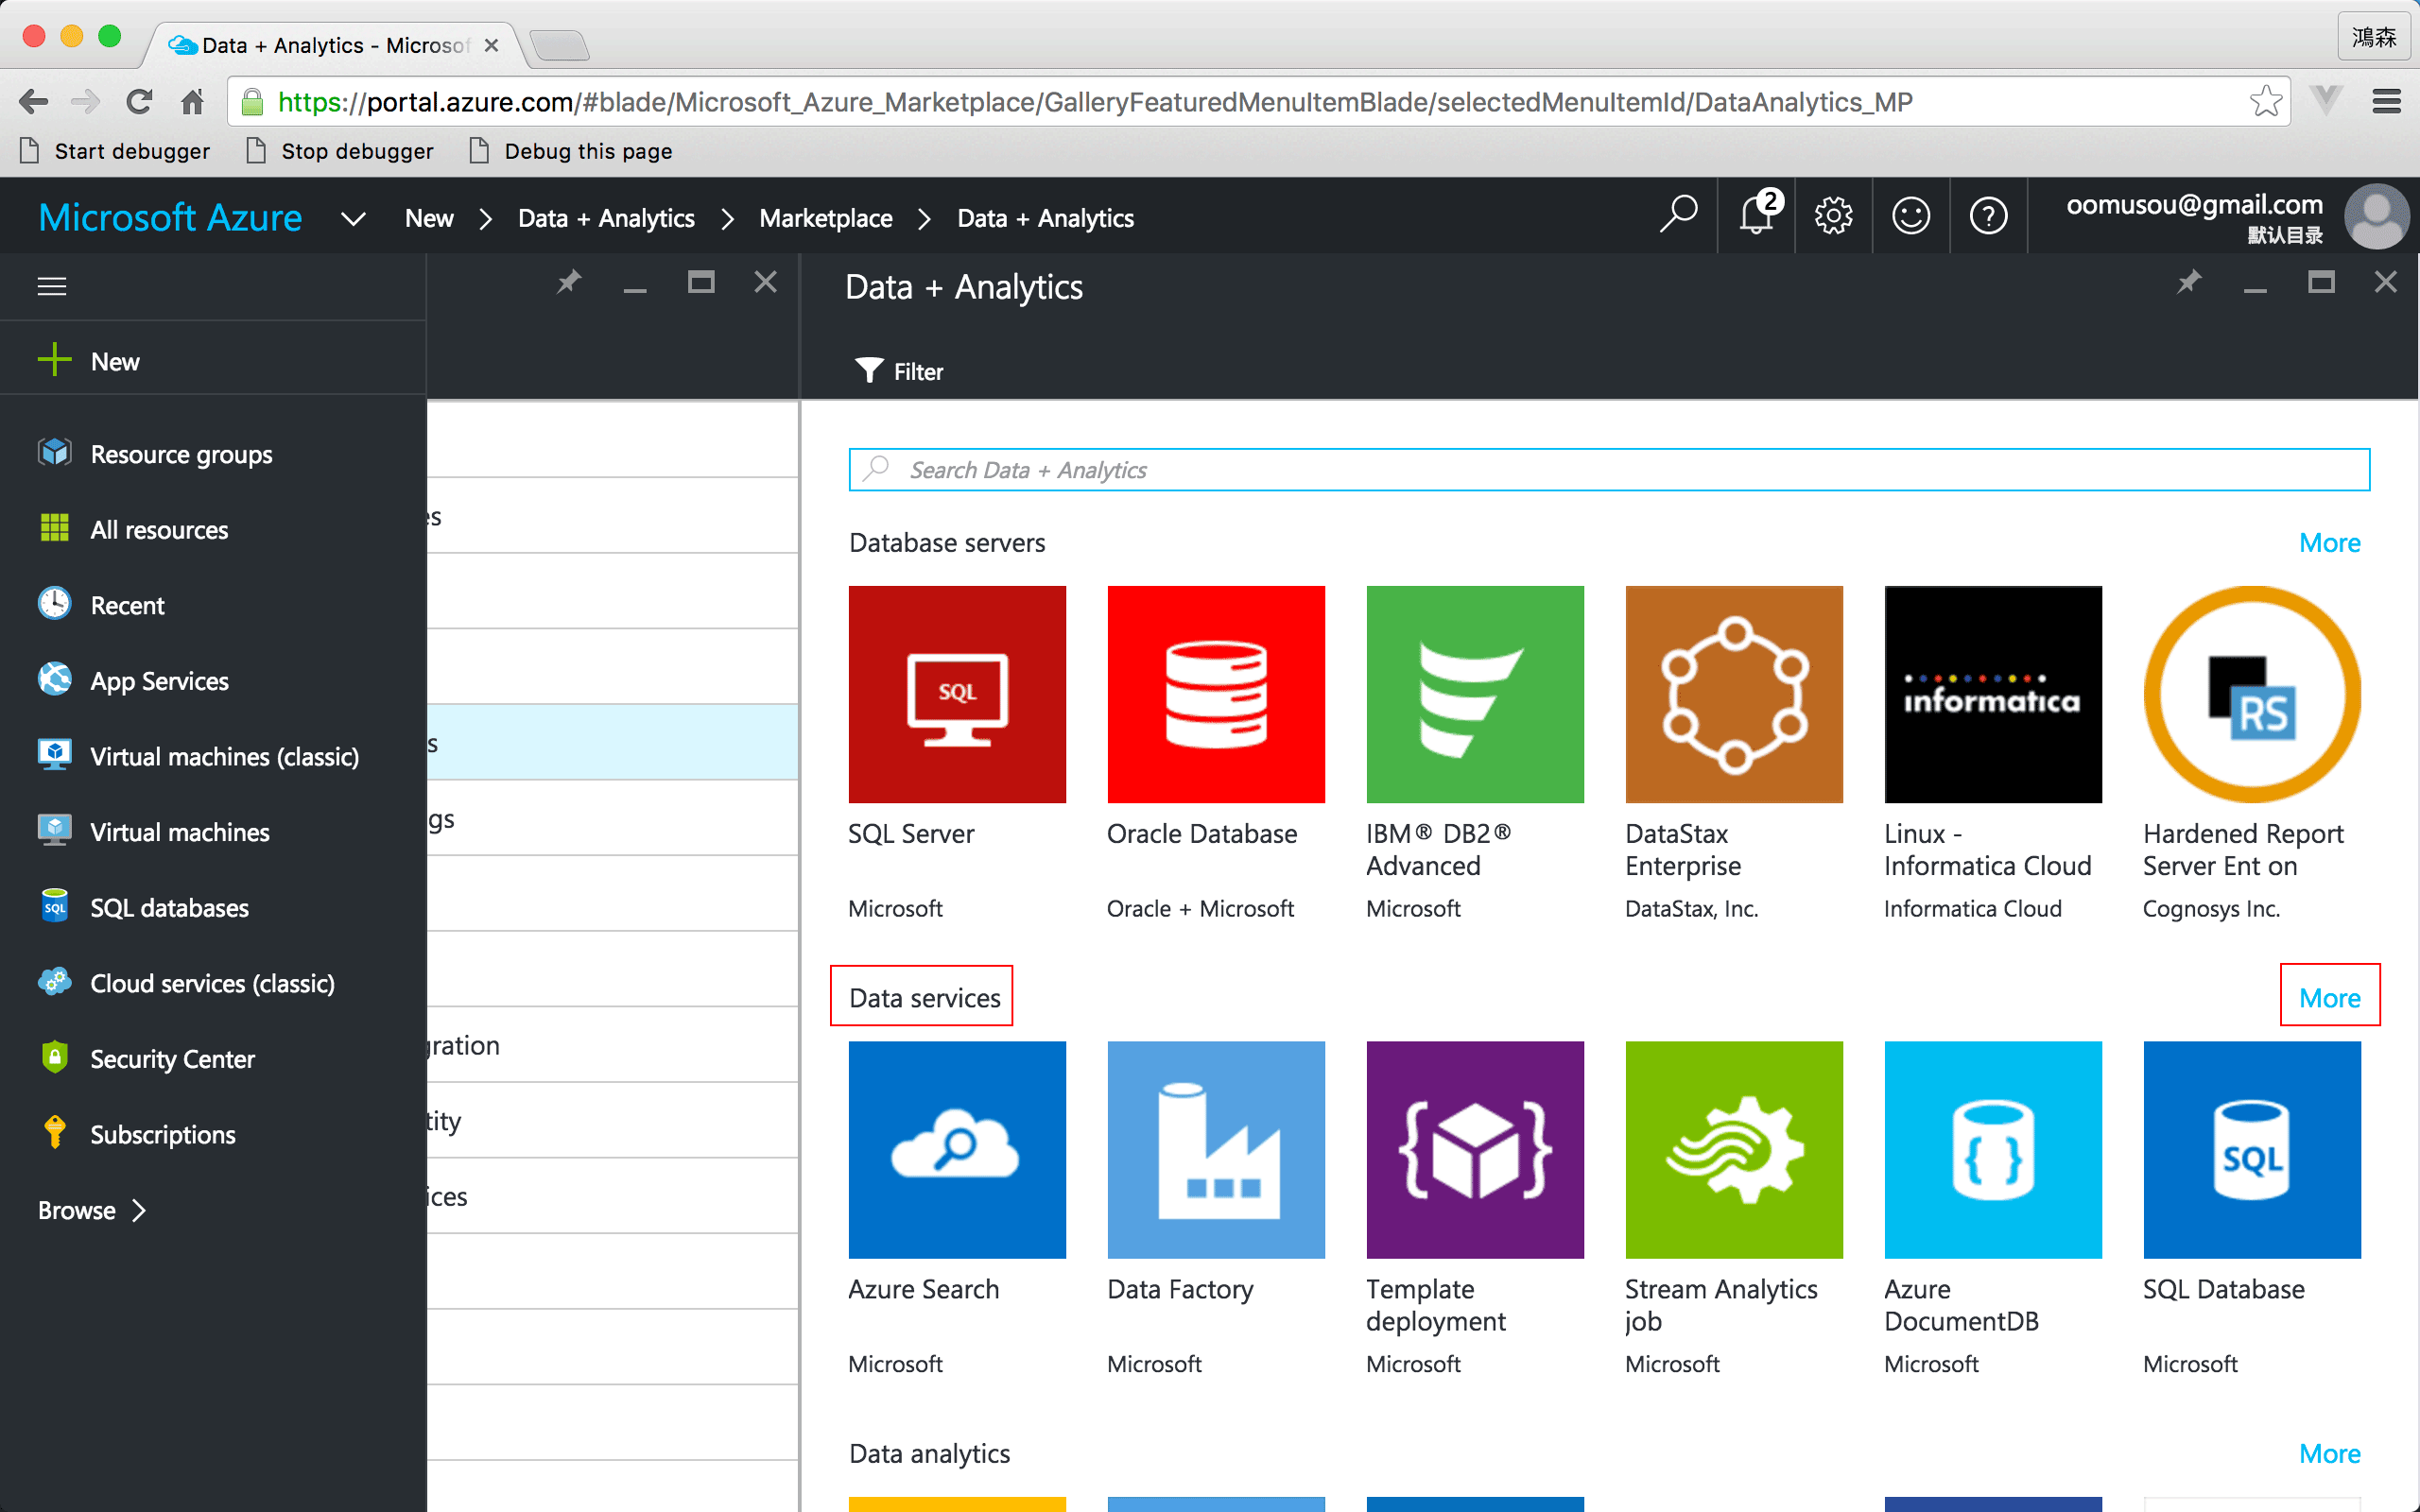 Data + Analytics - Microsof
鴻森
https://portal.azure.com/#blade/Microsoft_Azure_Marketplace/GalleryFeaturedMenuItemBlade/selectedMenuItemId/DataAnalytics_MP
Start debugger
Stop debugger
Debug this page
Microsoft Azure
New
Data + Analytics
Marketplace
Data + Analytics
2
oomusou@gmail.com
默认目录
New
Resource groups
All resources
Recent
App Services
Virtual machines (classic)
Virtual machines
SQL databases
Cloud services (classic)
Security Center
Subscriptions
Browse
es
s
gs
gration
tity
ices
Data + Analytics
Filter
Search Data + Analytics
Database servers
More
SQL
informatica
RS
SQL Server
Microsoft
Oracle Database
Oracle + Microsoft
IBM® DB2®
Advanced
Microsoft
DataStax
Enterprise
DataStax, Inc.
Linux -
Informatica Cloud
Informatica Cloud
Hardened Report
Server Ent on
Cognosys Inc.
Data services
More
SQL
Azure Search
Microsoft
Data Factory
Microsoft
Template
deployment
Microsoft
Stream Analytics
job
Microsoft
Azure
DocumentDB
Microsoft
SQL Database
Microsoft
Data analytics
More